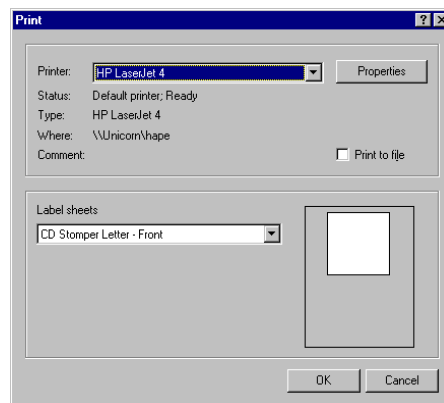 Print
Printer: HP LaserJet 4 Properties
Status: Default printer; Ready
Type: HP LaserJet 4
Where: \\Unicorn\hape
Comment: Print to file
Label sheets
CD Stomper Letter - Front
OK Cancel